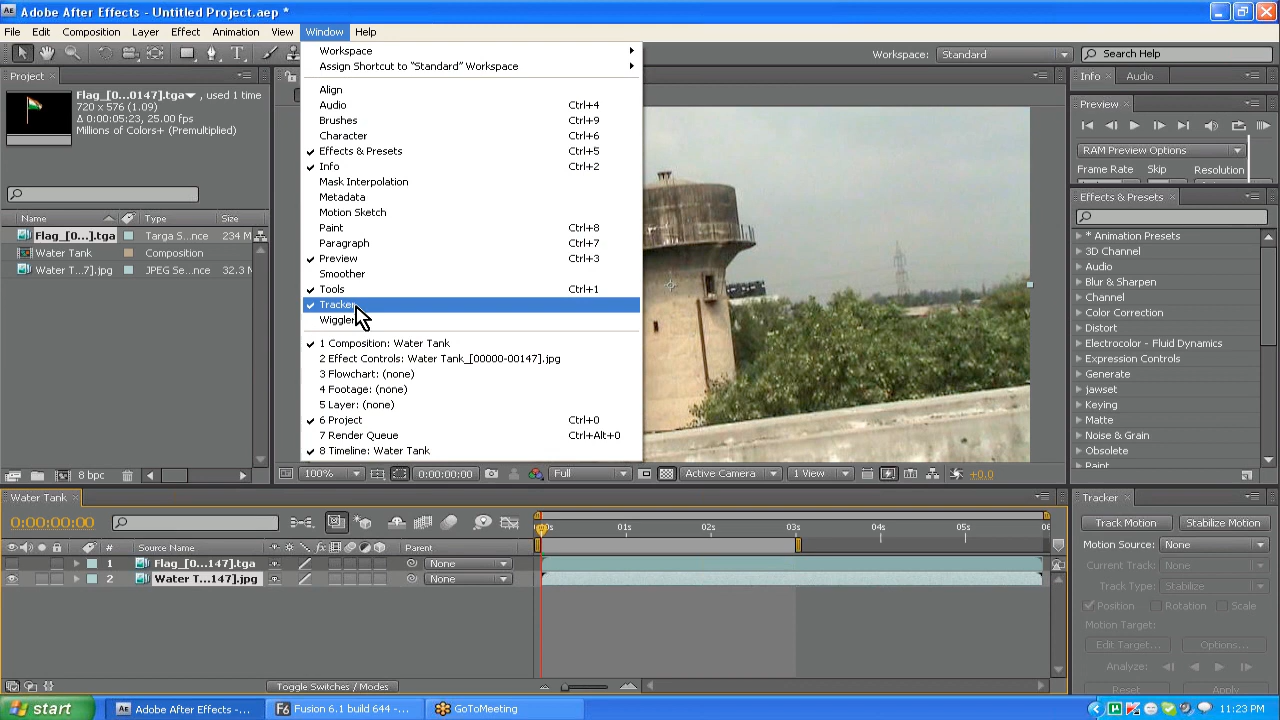 Adobe After Effects - Untitled Project.aep *
File Edit Composition Layer Effect Animation View Window Help
Workspace: Standard Search Help
Project
Flag_[0...0147].tga , used 1 time
720 x 576 (1.09)
Δ 0:00:05:23, 25.00 fps
Millions of Colors+ (Premultiplied)
Name Type Size
Flag_[0...].tga Targa S...nce 234 M
Water Tank Composition
Water T...7].jpg JPEG Se...nce 32.3 M
8 bpc
Workspace
Assign Shortcut to “Standard” Workspace
Align
Audio Ctrl+4
Brushes Ctrl+9
Character Ctrl+6
Effects & Presets Ctrl+5
Info Ctrl+2
Mask Interpolation
Metadata
Motion Sketch
Paint Ctrl+8
Paragraph Ctrl+7
Preview Ctrl+3
Smoother
Tools Ctrl+1
Tracker
Wiggler
1 Composition: Water Tank
2 Effect Controls: Water Tank_[00000-00147].jpg
3 Flowchart: (none)
4 Footage: (none)
5 Layer: (none)
6 Project Ctrl+0
7 Render Queue Ctrl+Alt+0
8 Timeline: Water Tank
100% 0:00:00:00 Full Active Camera 1 View +0.0
Info Audio
Preview
RAM Preview Options
Frame Rate Skip Resolution
Effects & Presets
* Animation Presets
3D Channel
Audio
Blur & Sharpen
Channel
Color Correction
Distort
Electrocolor - Fluid Dynamics
Expression Controls
Generate
jawset
Keying
Matte
Noise & Grain
Obsolete
Paint
Water Tank
0:00:00:00
# Source Name Parent
1 Flag_[0...147].tga None
2 Water T...147].jpg None
01s 02s 03s 04s 05s
Toggle Switches / Modes
Tracker
Track Motion Stabilize Motion
Motion Source: None
Current Track: None
Track Type: Stabilize
Position Rotation Scale
Motion Target:
Edit Target... Options...
Analyze:
Reset Apply
start Adobe After Effects -... Fusion 6.1 build 644 -... GoToMeeting 11:23 PM